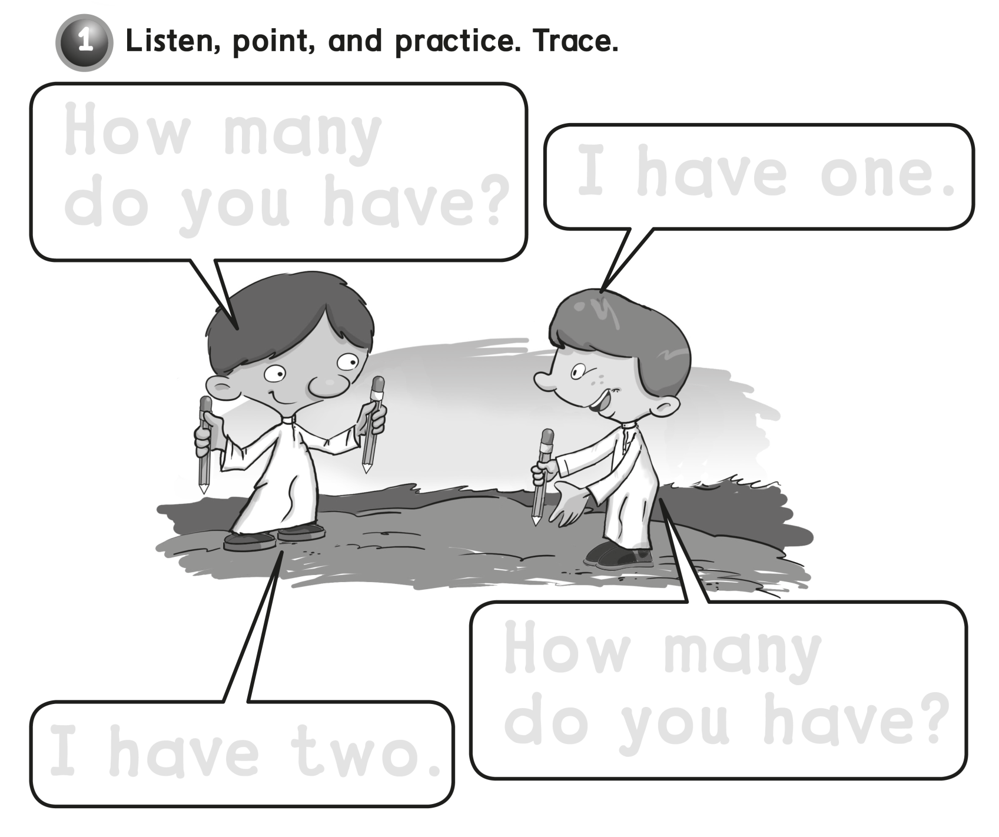 1 Listen, point, and practice. Trace.
How many
do you have?
I have one.
I have two.
How many
do you have?